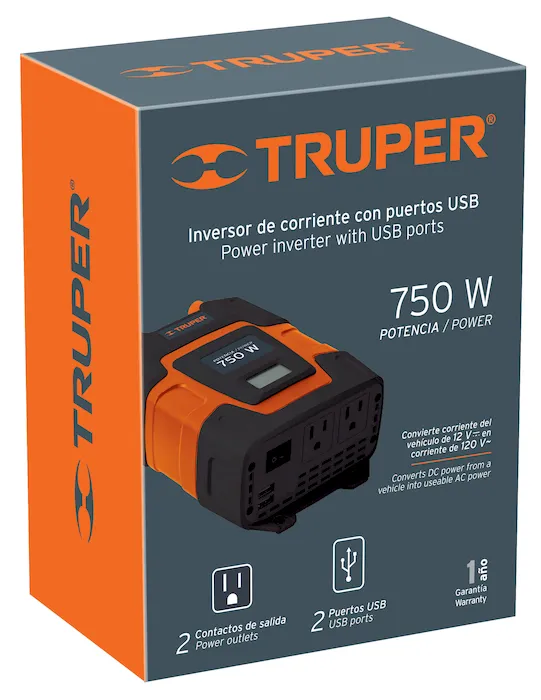 TRUPER®
TRUPER®
Inversor de corriente con puertos USB
Power inverter with USB ports
750 W
POTENCIA / POWER
TRUPER
POTENCIA / POWER
750 W
Convierte corriente del
vehículo de 12 V⎓ en
corriente de 120 V~
Converts DC power from a
vehicle into useable AC power
2 Contactos de salida
Power outlets
2 Puertos USB
USB ports
1 año
Garantía
Warranty